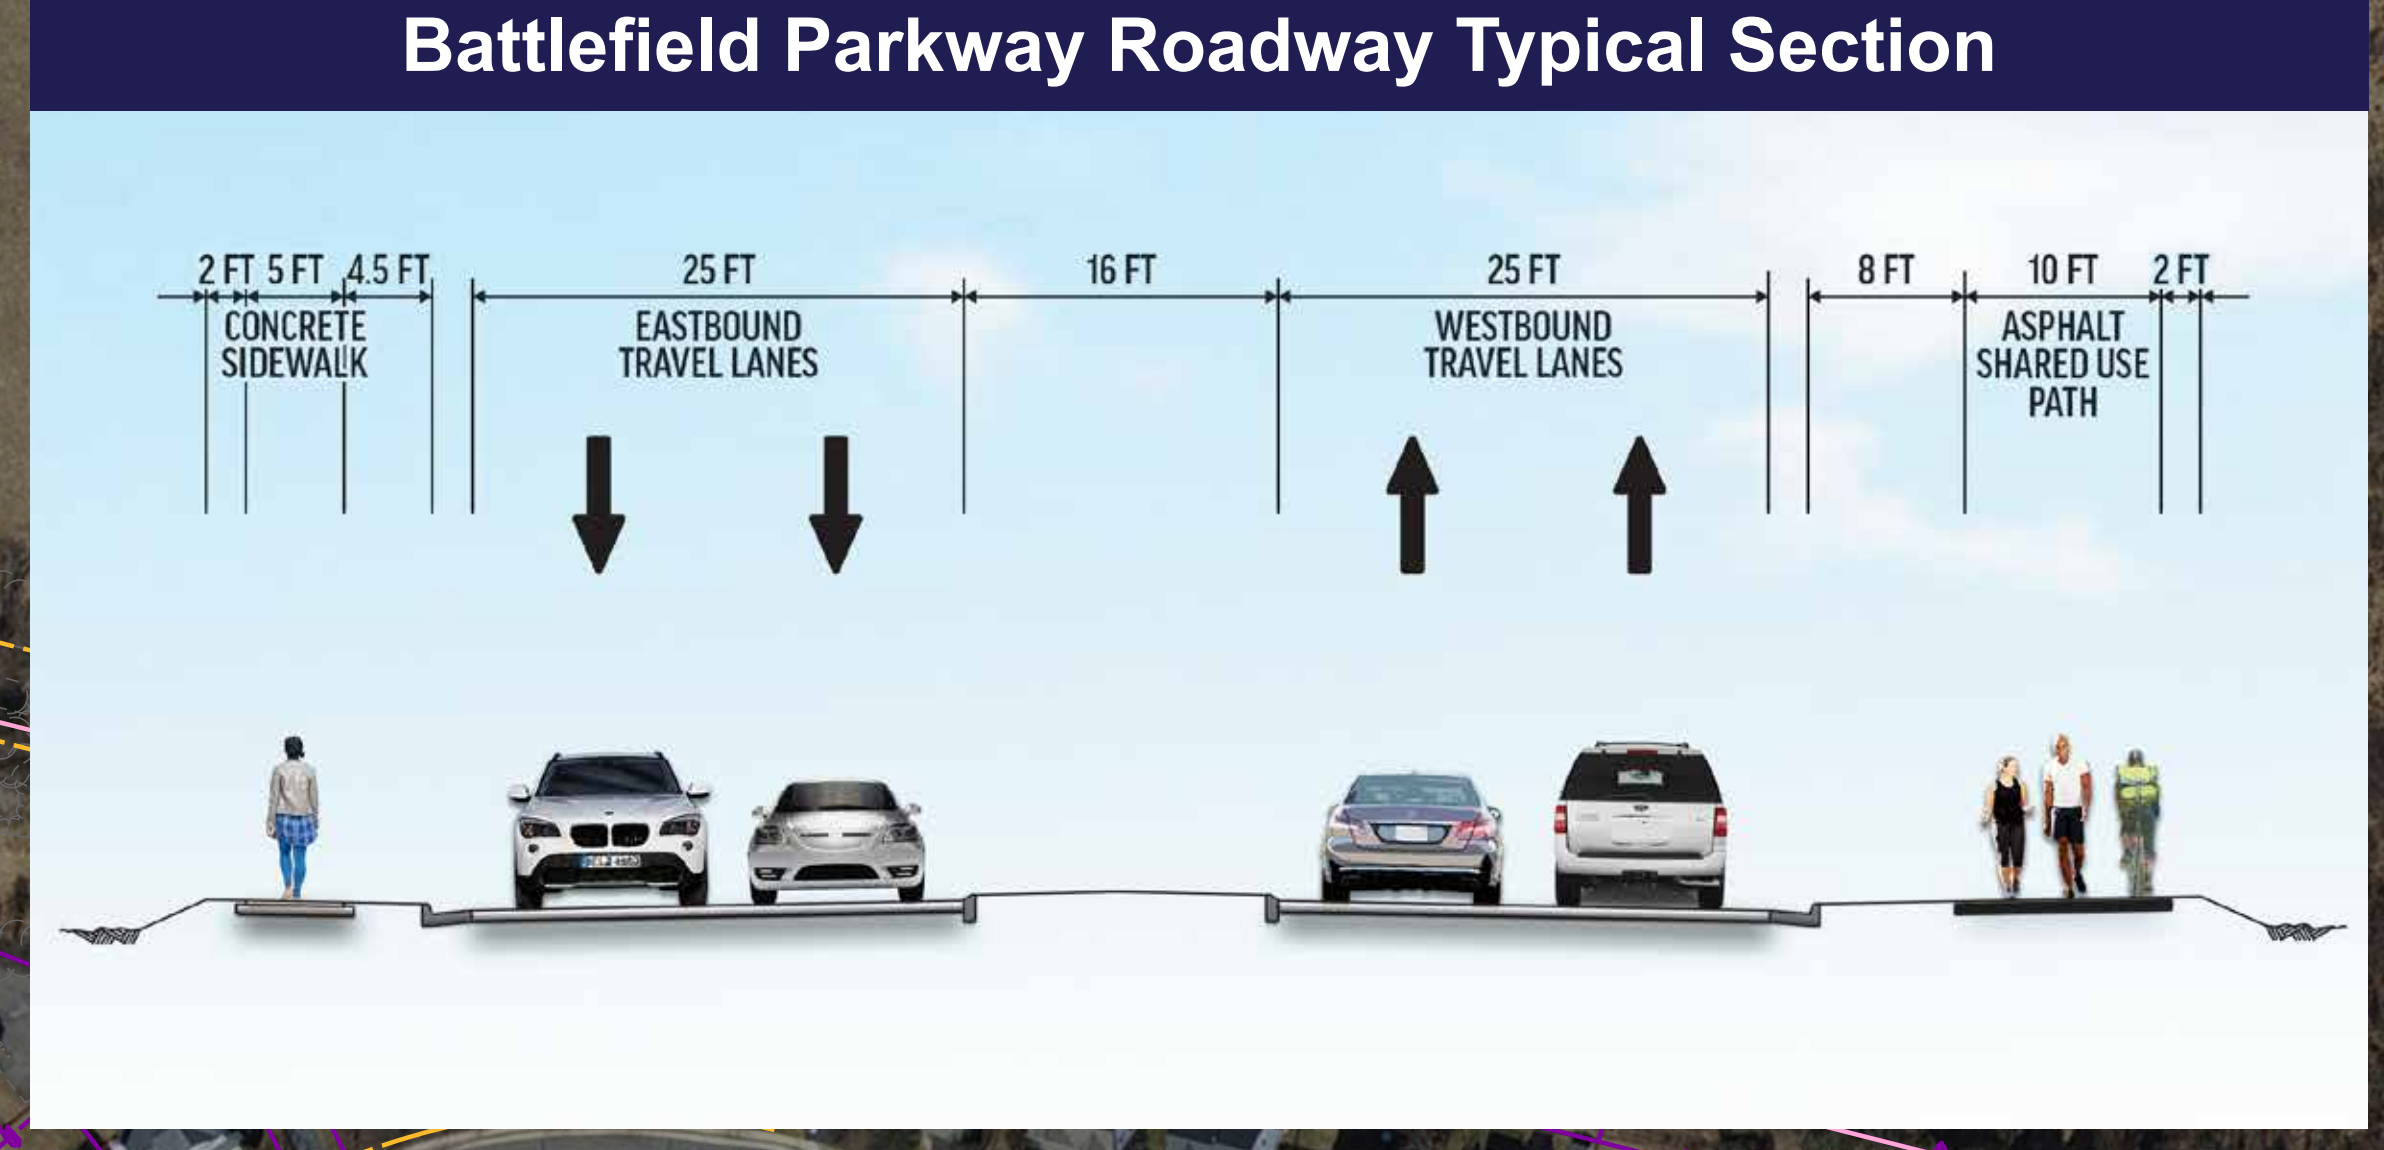 Battlefield Parkway Roadway Typical Section
2 FT 5 FT 4.5 FT 25 FT 16 FT 25 FT 8 FT 10 FT 2 FT
CONCRETE
SIDEWALK
EASTBOUND
TRAVEL LANES
WESTBOUND
TRAVEL LANES
ASPHALT
SHARED USE
PATH